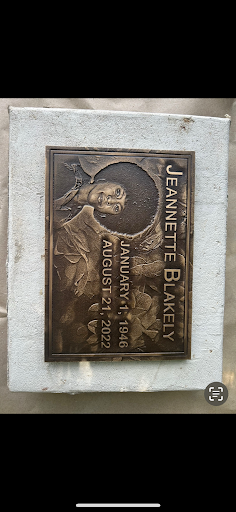 JEANNETTE BLAKELY
JANUARY 1, 1946
AUGUST 21, 2022